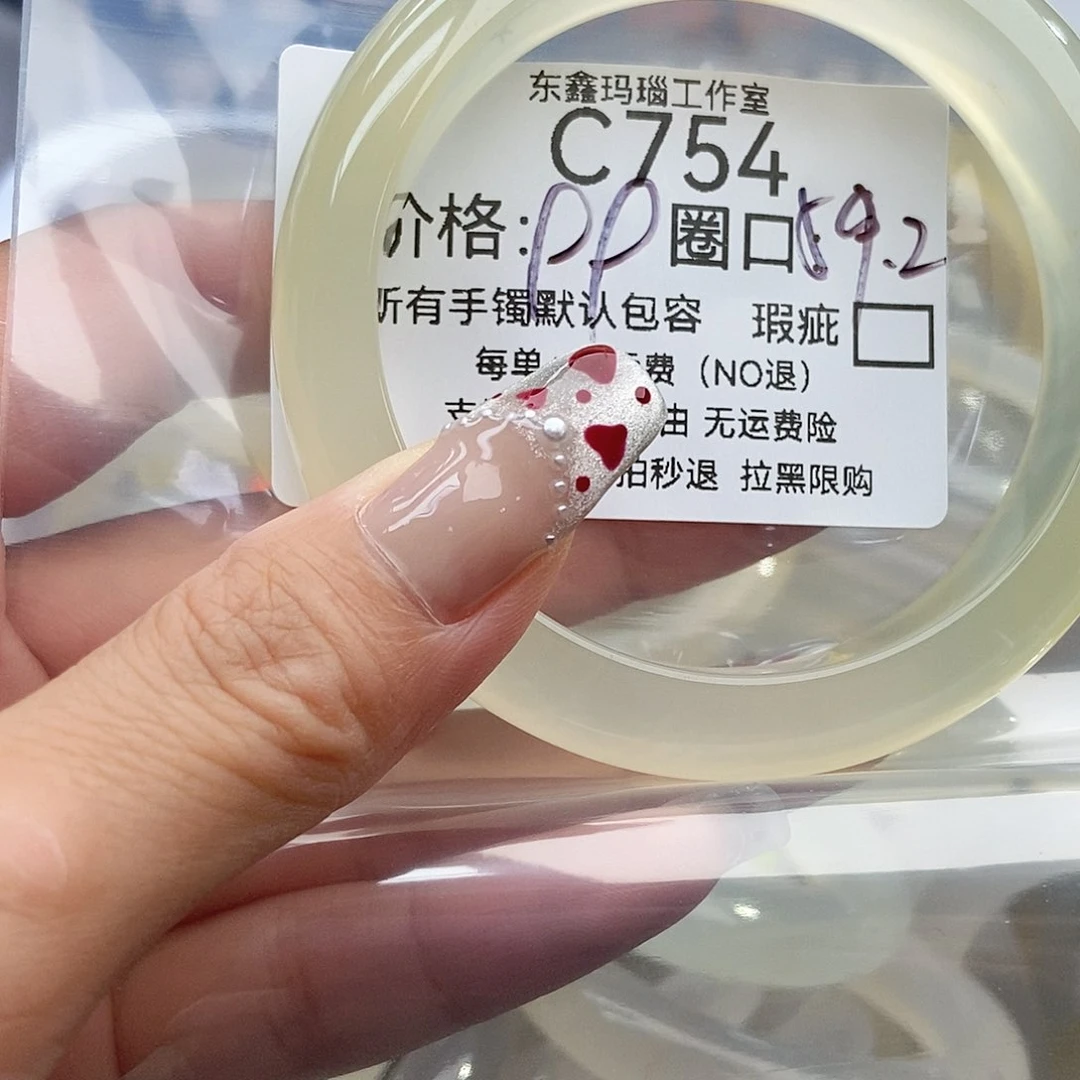 东鑫玛瑙工作室
C754
价格:PP 圈口:59.2
所有手镯默认包容 瑕疵
每单 费（NO退）
由 无运费险
拍秒退 拉黑限购